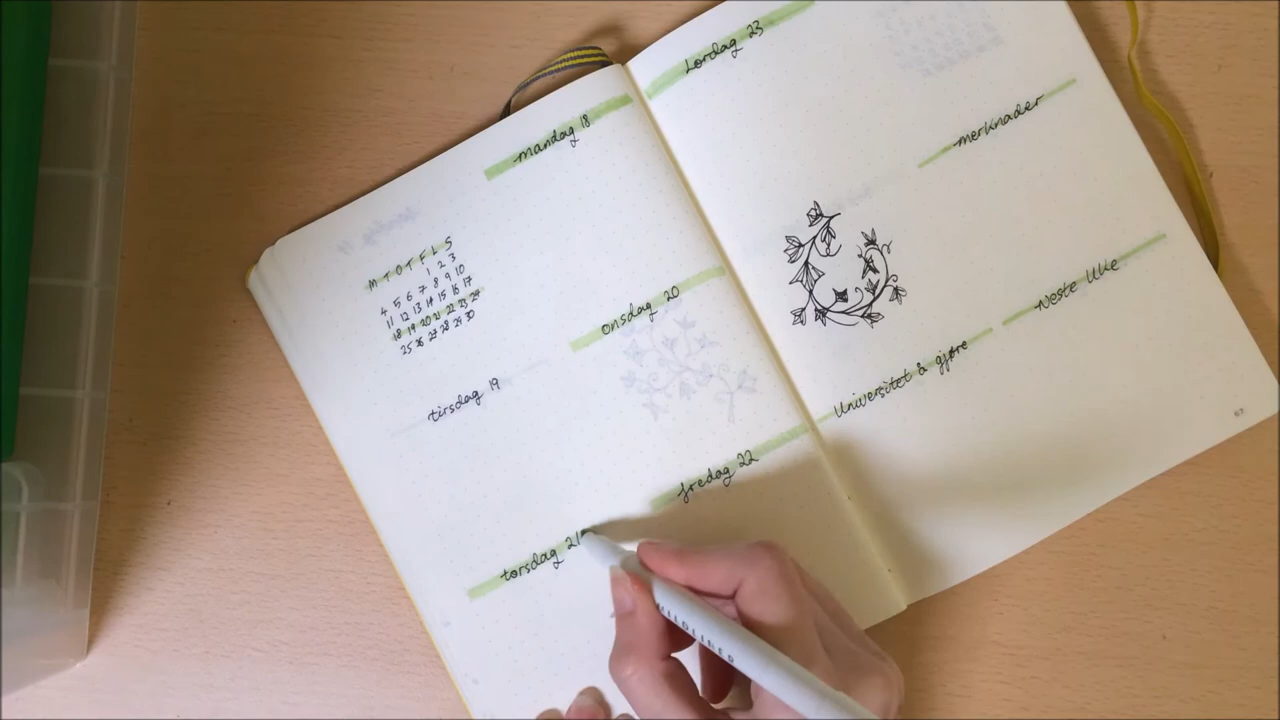 mandag 18
M T O T F L S
1 2 3
4 5 6 7 8 9 10
11 12 13 14 15 16 17
18 19 20 21 22 23 24
25 26 27 28 29 30
onsdag 20
tirsdag 19
fredag 22
torsdag 21
Lørdag 23
merknader
Neste Uke
Universitet å gjøre
67
MILDLINER